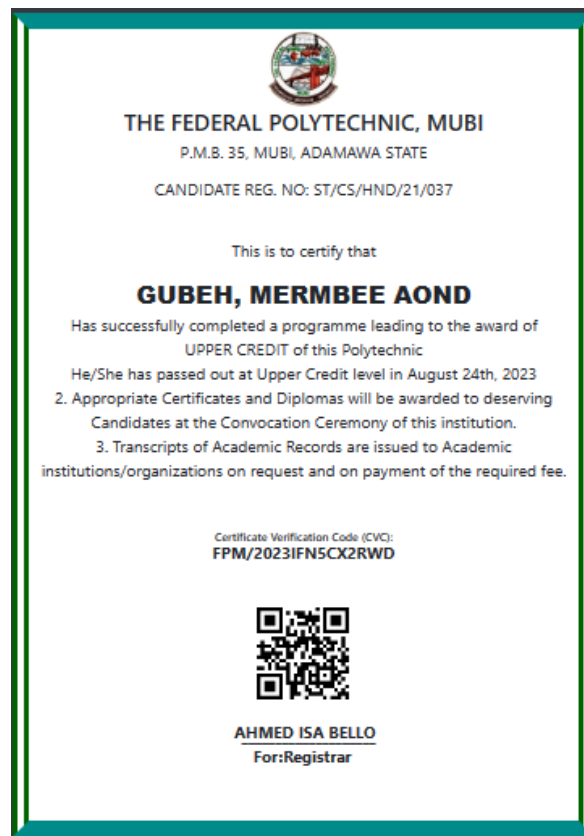 THE FEDERAL POLYTECHNIC, MUBI
P.M.B. 35, MUBI, ADAMAWA STATE
CANDIDATE REG. NO: ST/CS/HND/21/037
This is to certify that
GUBEH, MERMBEE AOND
Has successfully completed a programme leading to the award of
UPPER CREDIT of this Polytechnic
He/She has passed out at Upper Credit level in August 24th, 2023
2. Appropriate Certificates and Diplomas will be awarded to deserving
Candidates at the Convocation Ceremony of this institution.
3. Transcripts of Academic Records are issued to Academic
institutions/organizations on request and on payment of the required fee.
Certificate Verification Code (CVC):
FPM/2023IFN5CX2RWD
AHMED ISA BELLO
For:Registrar